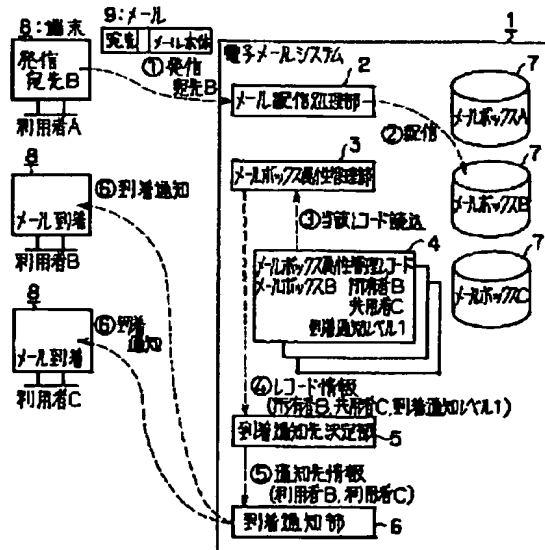 8:端末
9:メール
1
発信
宛先B
宛先
メール本体
①発信
宛先B
利用者A
電子メールシステム
2
メール配信処理部
②配信
7
メールボックスA
8
メール到着
利用者B
⑥到着通知
3
メールボックス属性管理部
③当該レコード読込
4
メールボックス属性管理レコード
メールボックスB 所有者B
共用者C
到着通知レベル1
7
メールボックスB
7
メールボックスC
8
メール到着
利用者C
⑥到着
通知
④レコード情報
(所有者B,共用者C,到着通知レベル1)
到着通知先決定部
5
⑤通知先情報
(利用者B,利用者C)
到着通知部
6